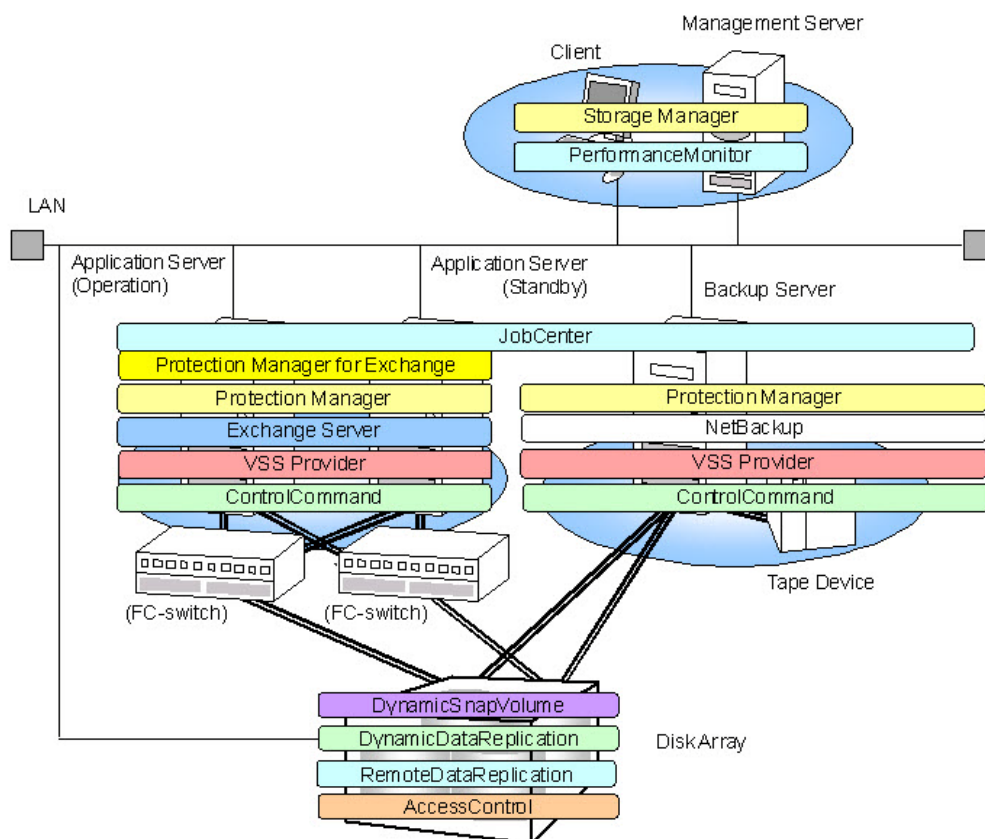 Management Server
Client
Storage Manager
PerformanceMonitor
LAN
Application Server
(Operation)
Application Server
(Standby)
Backup Server
JobCenter
Protection Manager for Exchange
Protection Manager
Protection Manager
Exchange Server
NetBackup
VSS Provider
VSS Provider
ControlCommand
ControlCommand
Tape Device
(FC-switch)
(FC-switch)
DynamicSnapVolume
DynamicDataReplication
DiskArray
RemoteDataReplication
AccessControl